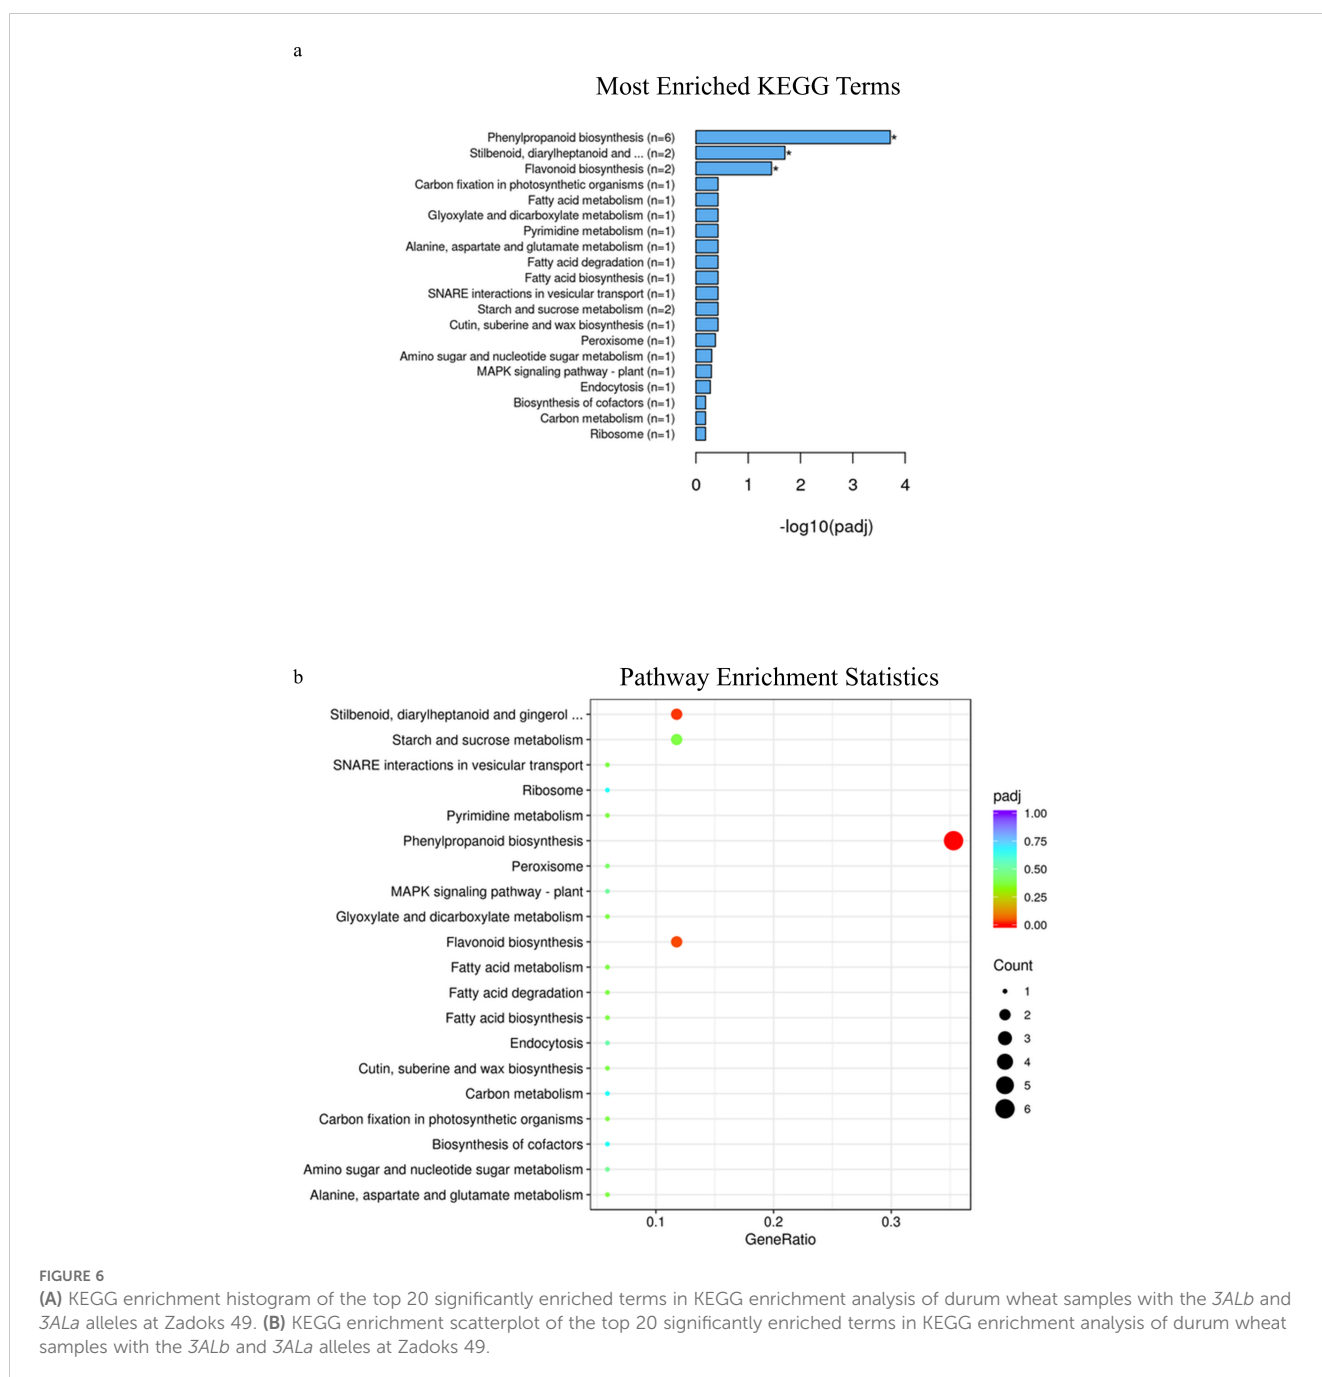 a
Most Enriched KEGG Terms
Phenylpropanoid biosynthesis (n=6)
*
Stilbenoid, diarylheptanoid and ... (n=2)
*
Flavonoid biosynthesis (n=2)
*
Carbon fixation in photosynthetic organisms (n=1)
Fatty acid metabolism (n=1)
Glyoxylate and dicarboxylate metabolism (n=1)
Pyrimidine metabolism (n=1)
Alanine, aspartate and glutamate metabolism (n=1)
Fatty acid degradation (n=1)
Fatty acid biosynthesis (n=1)
SNARE interactions in vesicular transport (n=1)
Starch and sucrose metabolism (n=2)
Cutin, suberine and wax biosynthesis (n=1)
Peroxisome (n=1)
Amino sugar and nucleotide sugar metabolism (n=1)
MAPK signaling pathway - plant (n=1)
Endocytosis (n=1)
Biosynthesis of cofactors (n=1)
Carbon metabolism (n=1)
Ribosome (n=1)
0 1 2 3 4
-log10(padj)
b
Pathway Enrichment Statistics
Stilbenoid, diarylheptanoid and gingerol ...
Starch and sucrose metabolism
SNARE interactions in vesicular transport
Ribosome
Pyrimidine metabolism
Phenylpropanoid biosynthesis
Peroxisome
MAPK signaling pathway - plant
Glyoxylate and dicarboxylate metabolism
Flavonoid biosynthesis
Fatty acid metabolism
Fatty acid degradation
Fatty acid biosynthesis
Endocytosis
Cutin, suberine and wax biosynthesis
Carbon metabolism
Carbon fixation in photosynthetic organisms
Biosynthesis of cofactors
Amino sugar and nucleotide sugar metabolism
Alanine, aspartate and glutamate metabolism
0.1 0.2 0.3
GeneRatio
padj
1.00
0.75
0.50
0.25
0.00
Count
1
2
3
4
5
6
FIGURE 6
(A) KEGG enrichment histogram of the top 20 significantly enriched terms in KEGG enrichment analysis of durum wheat samples with the 3ALb and
3ALa alleles at Zadoks 49. (B) KEGG enrichment scatterplot of the top 20 significantly enriched terms in KEGG enrichment analysis of durum wheat
samples with the 3ALb and 3ALa alleles at Zadoks 49.